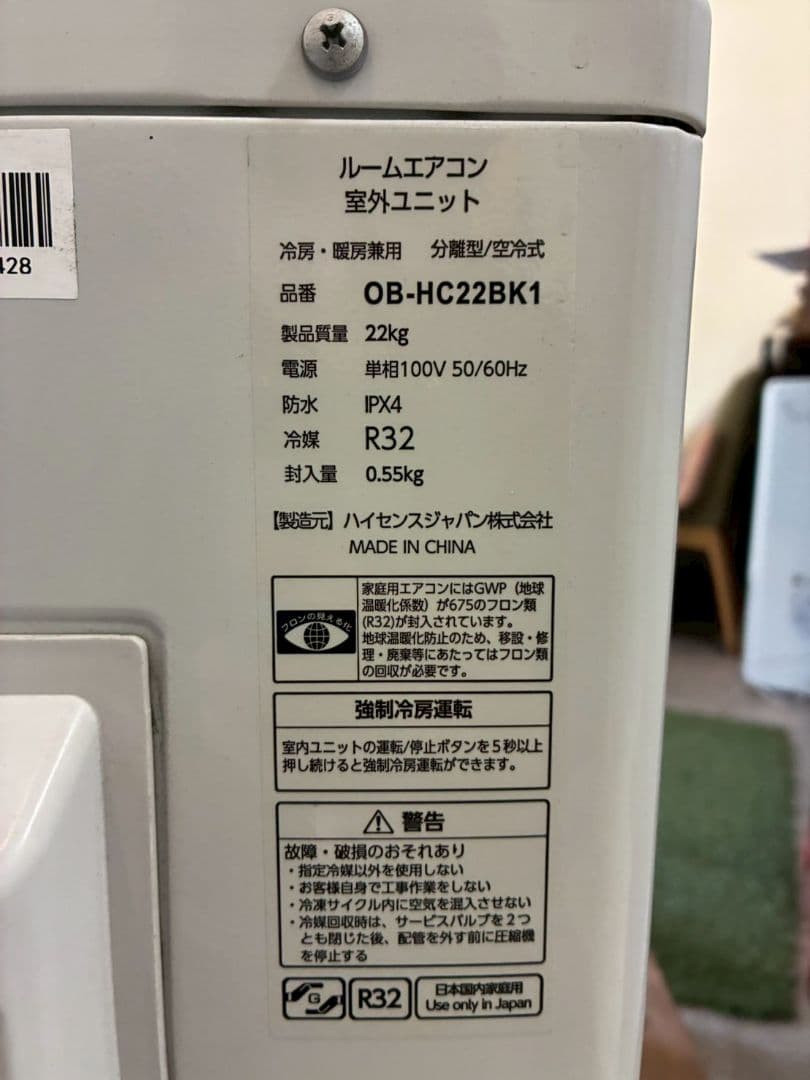 428
ルームエアコン
室外ユニット
冷房・暖房兼用 分離型/空冷式
品番 OB-HC22BK1
製品質量 22kg
電源 単相100V 50/60Hz
防水 IPX4
冷媒 R32
封入量 0.55kg
【製造元】ハイセンスジャパン株式会社
MADE IN CHINA
フロンの見える化
家庭用エアコンにはGWP（地球
温暖化係数）が675のフロン類
(R32)が封入されています。
地球温暖化防止のため、移設・修
理・廃棄等にあたってはフロン類
の回収が必要です。
強制冷房運転
室内ユニットの運転/停止ボタンを５秒以上
押し続けると強制冷房運転ができます。
警告
故障・破損のおそれあり
・指定冷媒以外を使用しない
・お客様自身で工事作業をしない
・冷凍サイクル内に空気を混入させない
・冷媒回収時は、サービスバルブを２つ
とも閉じた後、配管を外す前に圧縮機
を停止する
G
R32
日本国内家庭用
Use only in Japan